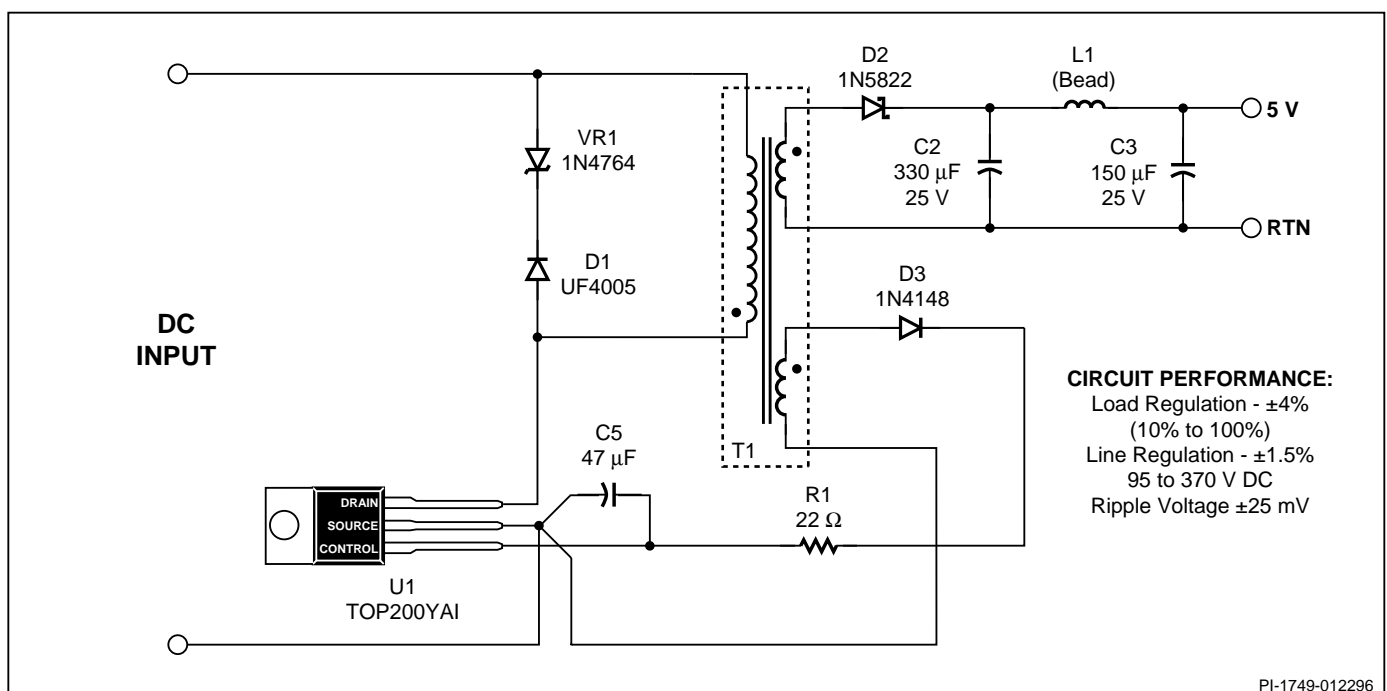 D2
1N5822
L1
(Bead)
5 V
VR1
1N4764
C2
330 μF
25 V
C3
150 μF
25 V
RTN
D1
UF4005
D3
1N4148
DC
INPUT
CIRCUIT PERFORMANCE:
Load Regulation - ±4%
(10% to 100%)
Line Regulation - ±1.5%
95 to 370 V DC
Ripple Voltage ±25 mV
T1
C5
47 μF
R1
22 Ω
DRAIN
SOURCE
CONTROL
U1
TOP200YAI
PI-1749-012296